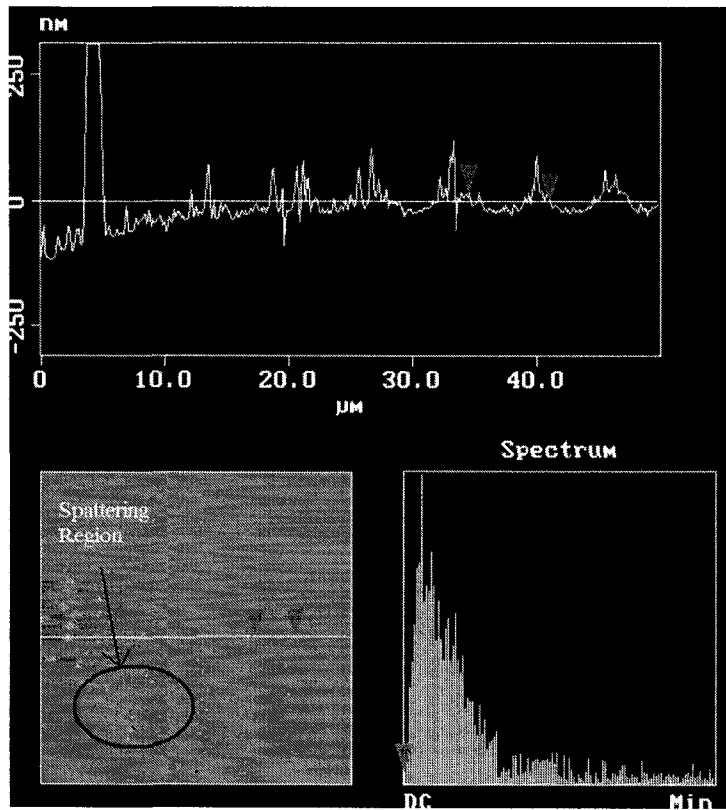 nM
250
0
-250
0 10.0 20.0 30.0 40.0
µM
Spectrum
Spattering
Region
DC Min